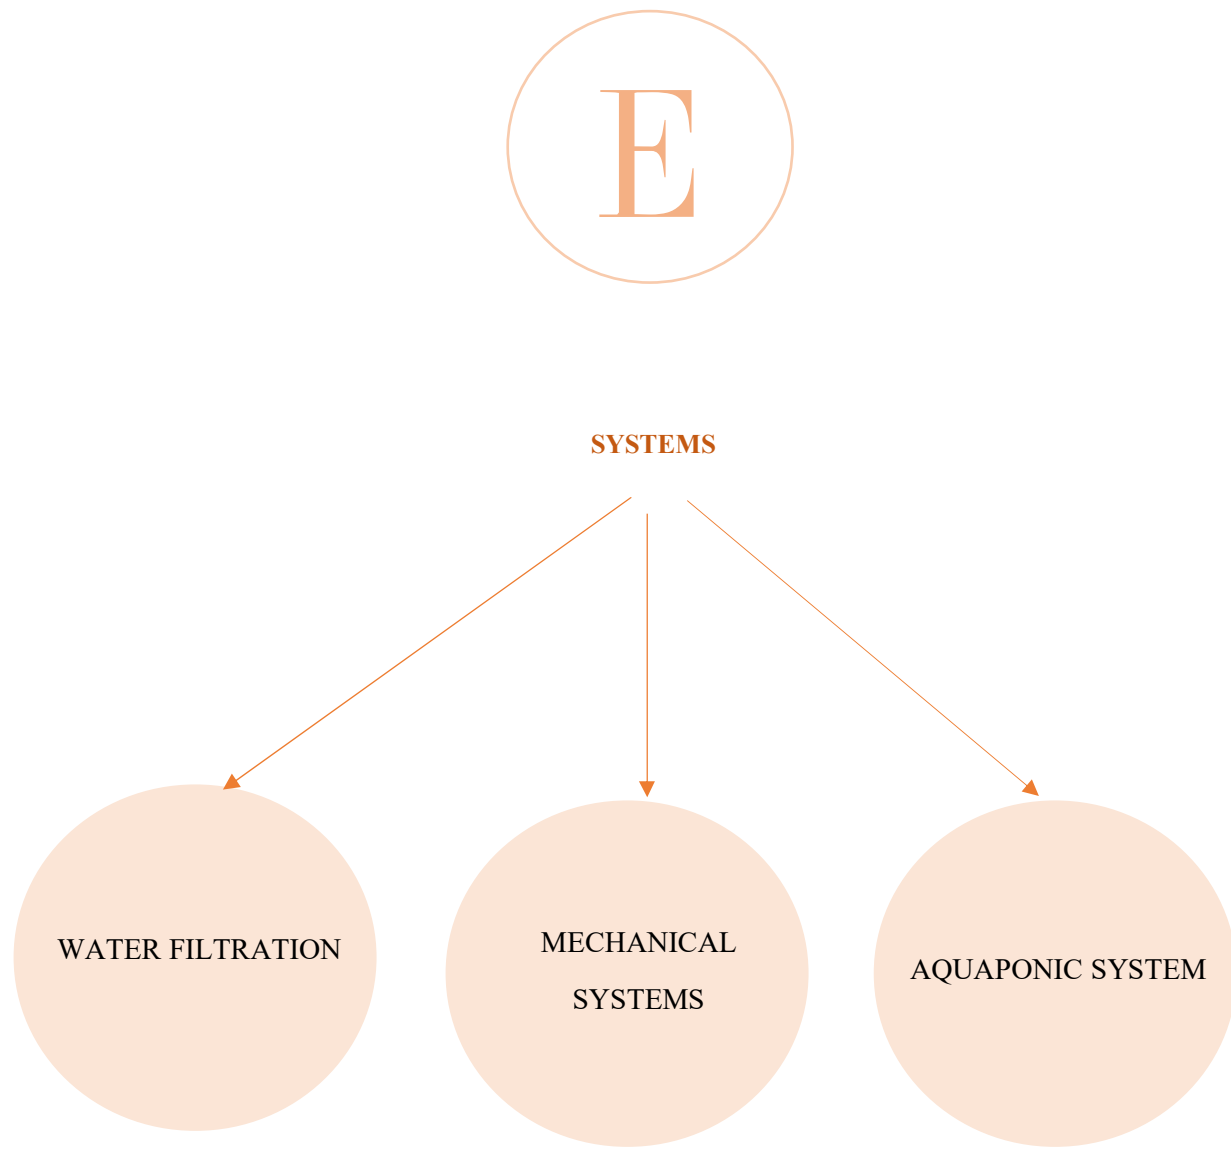 E
SYSTEMS
WATER FILTRATION
MECHANICAL
SYSTEMS
AQUAPONIC SYSTEM